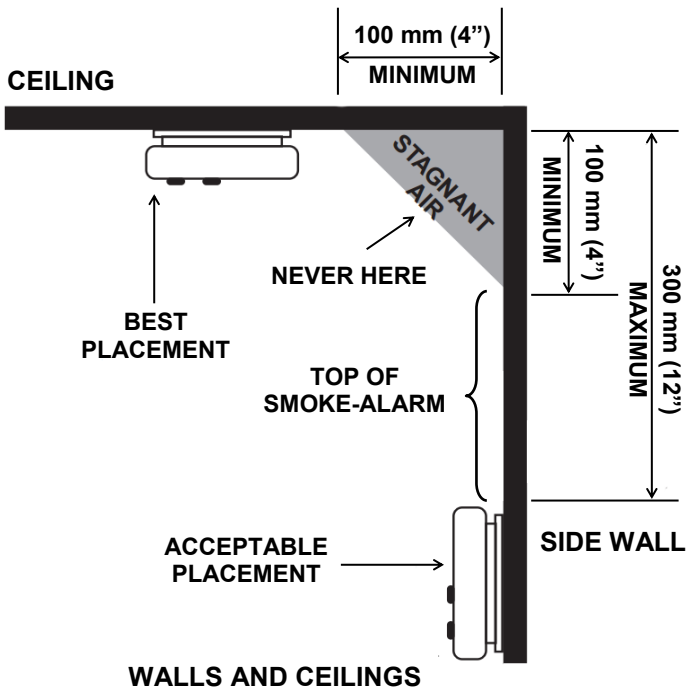 100 mm (4”)
MINIMUM
CEILING
STAGNANT
AIR
100 mm (4”)
MINIMUM
300 mm (12”)
MAXIMUM
NEVER HERE
BEST
PLACEMENT
TOP OF
SMOKE-ALARM
SIDE WALL
ACCEPTABLE
PLACEMENT
WALLS AND CEILINGS